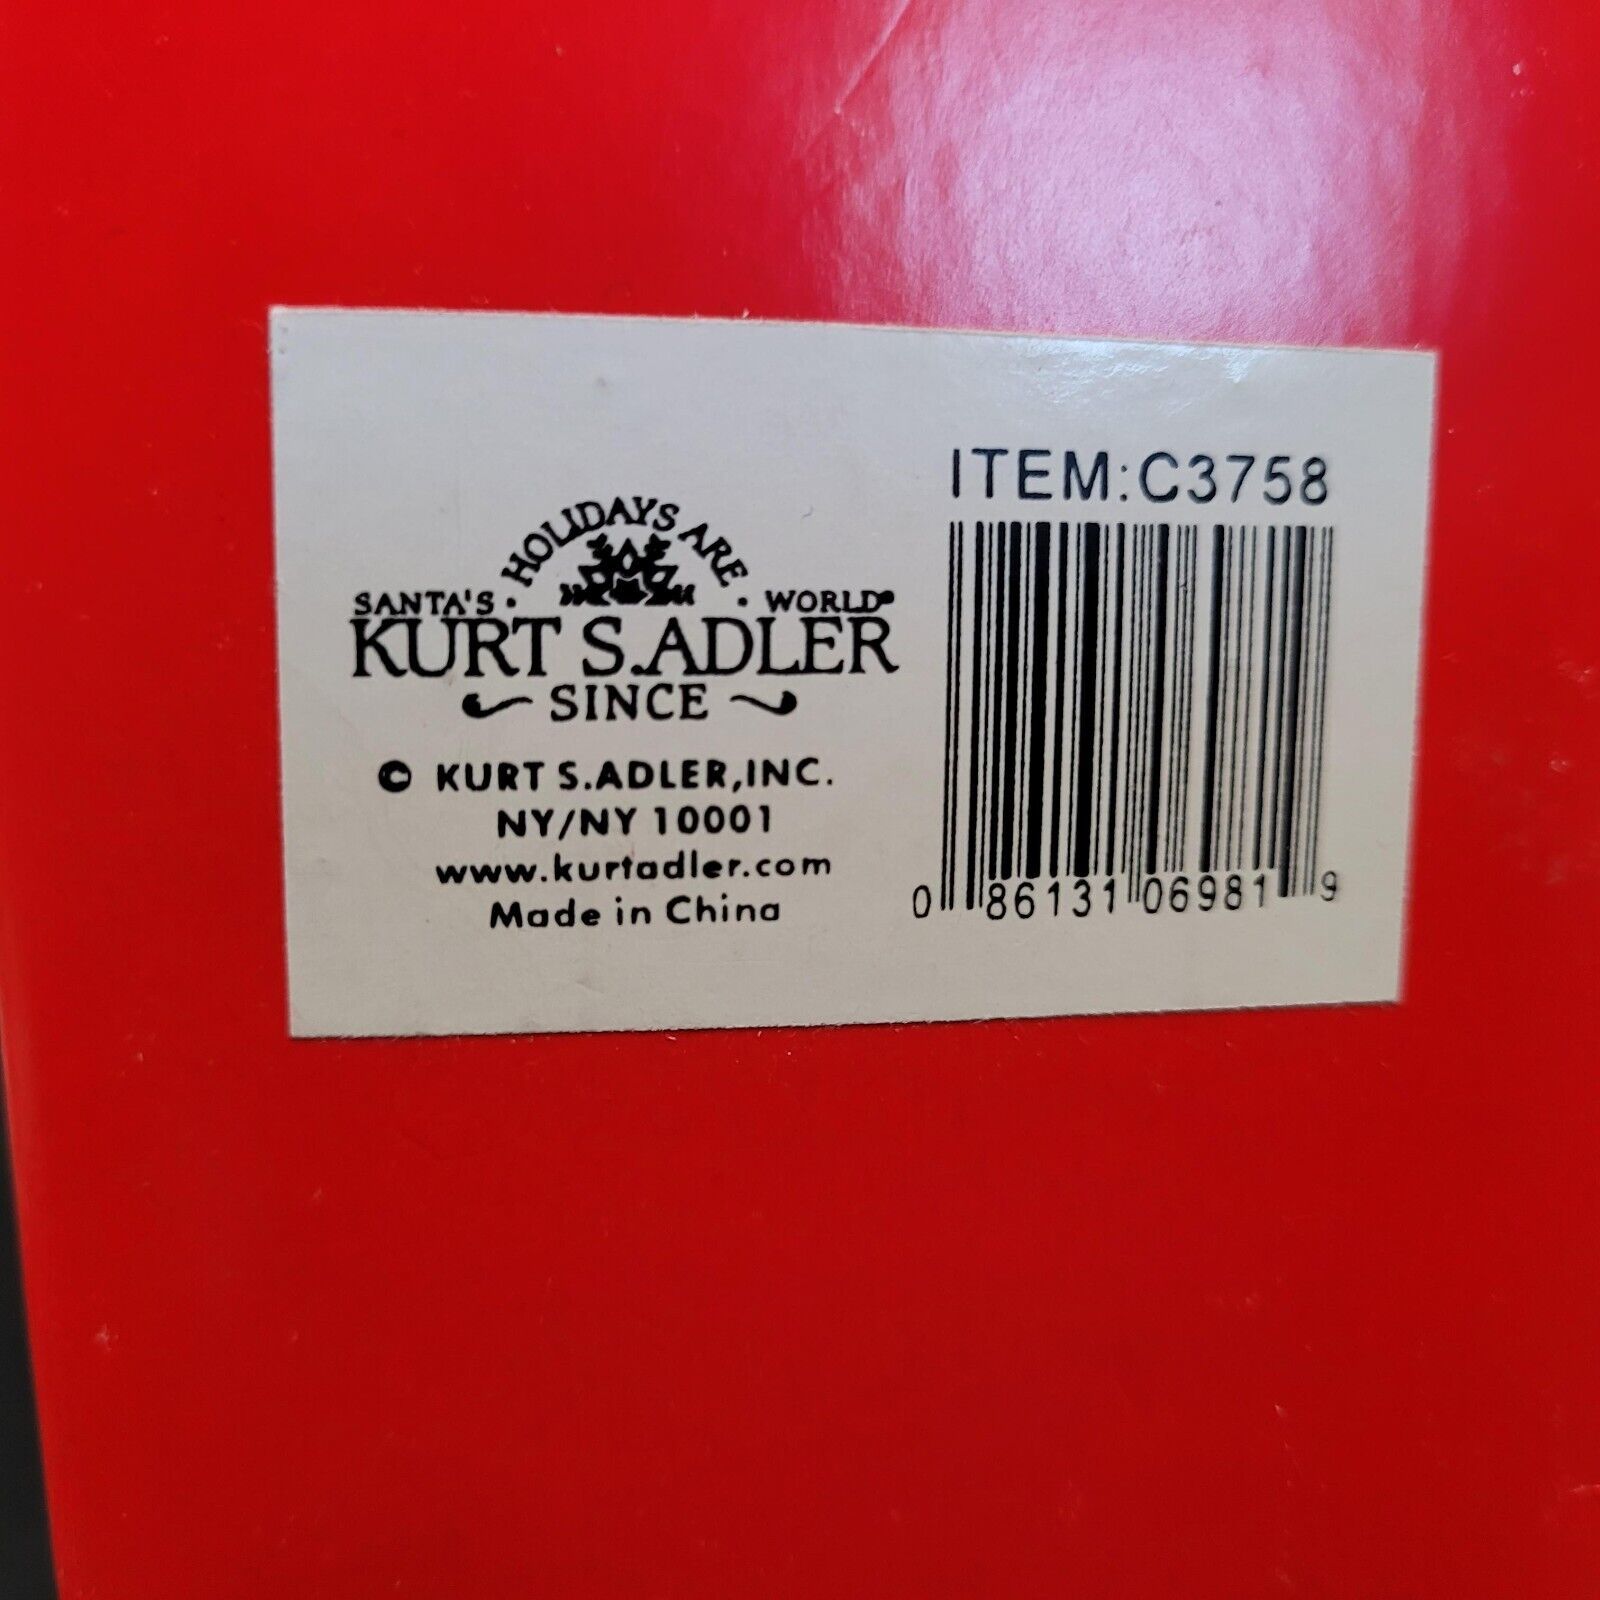 HOLIDAYS ARE
SANTA'S · · WORLD®
KURT S.ADLER
SINCE
© KURT S.ADLER,INC.
NY/NY 10001
www.kurtadler.com
Made in China
ITEM:C3758
0 86131 06981 9